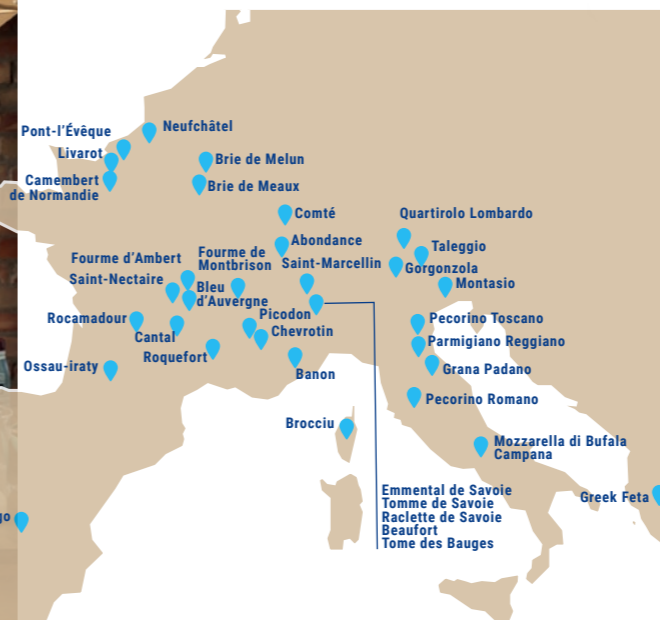 Neufchâtel
Pont-l'Évêque
Livarot
Camembert
de Normandie
Brie de Melun
Brie de Meaux
Comté
Abondance
Saint-Marcellin
Quartirolo Lombardo
Taleggio
Gorgonzola
Montasio
Fourme d'Ambert
Saint-Nectaire
Fourme de
Montbrison
Bleu
d'Auvergne
Picodon
Chevrotin
Rocamadour
Cantal
Roquefort
Ossau-iraty
Banon
Pecorino Toscano
Parmigiano Reggiano
Grana Padano
Pecorino Romano
Brocciu
Mozzarella di Bufala
Campana
Emmental de Savoie
Tomme de Savoie
Raclette de Savoie
Beaufort
Tome des Bauges
Greek Feta
go